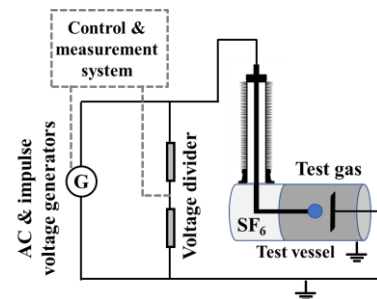 Control &
measurement
system
AC & impulse
voltage generators
G
Voltage divider
Test gas
SF₆
Test vessel